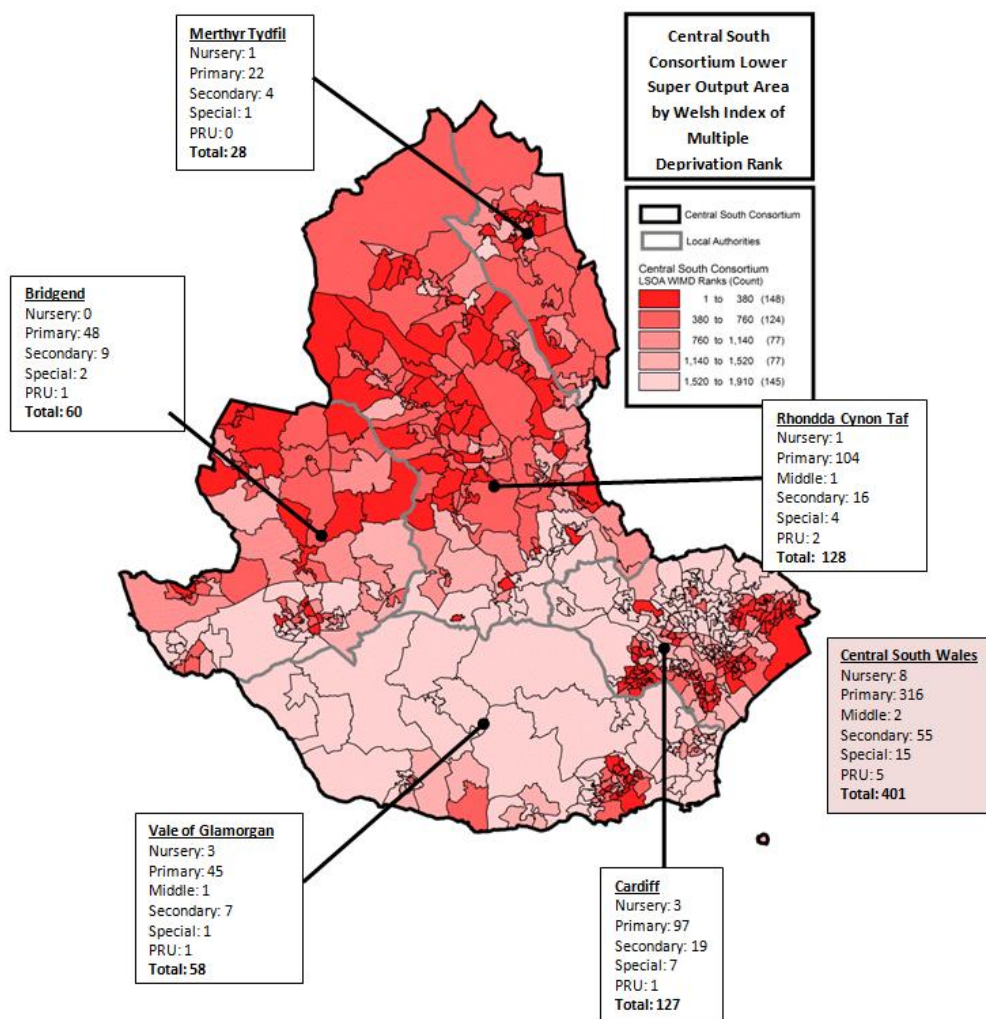 Merthyr Tydfil
Nursery: 1
Primary: 22
Secondary: 4
Special: 1
PRU: 0
Total: 28
Central South
Consortium Lower
Super Output Area
by Welsh Index of
Multiple
Deprivation Rank
Central South Consortium
Local Authorities
Central South Consortium
LSOA WIMD Ranks (Count)
1 to 380 (148)
380 to 760 (124)
760 to 1,140 (77)
1,140 to 1,520 (77)
1,520 to 1,910 (145)
Bridgend
Nursery: 0
Primary: 48
Secondary: 9
Special: 2
PRU: 1
Total: 60
Rhondda Cynon Taf
Nursery: 1
Primary: 104
Middle: 1
Secondary: 16
Special: 4
PRU: 2
Total: 128
Central South Wales
Nursery: 8
Primary: 316
Middle: 2
Secondary: 55
Special: 15
PRU: 5
Total: 401
Vale of Glamorgan
Nursery: 3
Primary: 45
Middle: 1
Secondary: 7
Special: 1
PRU: 1
Total: 58
Cardiff
Nursery: 3
Primary: 97
Secondary: 19
Special: 7
PRU: 1
Total: 127